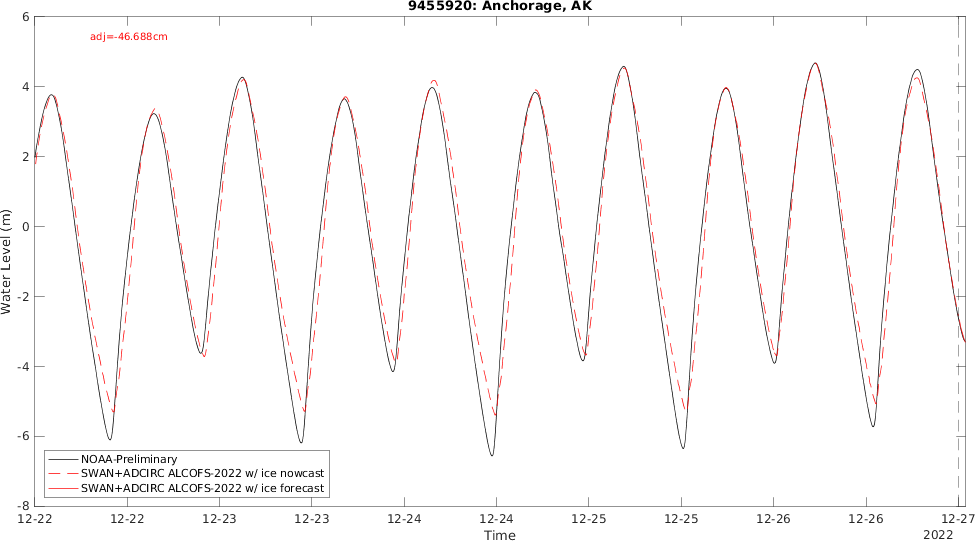 9455920: Anchorage, AK
adj=-46.688cm
6
4
2
0
-2
-4
-6
-8
Water Level (m)
NOAA-Preliminary
SWAN+ADCIRC ALCOFS-2022 w/ ice nowcast
SWAN+ADCIRC ALCOFS-2022 w/ ice forecast
12-22 12-22 12-23 12-23 12-24 12-24 12-25 12-25 12-26 12-26 12-27
Time
2022